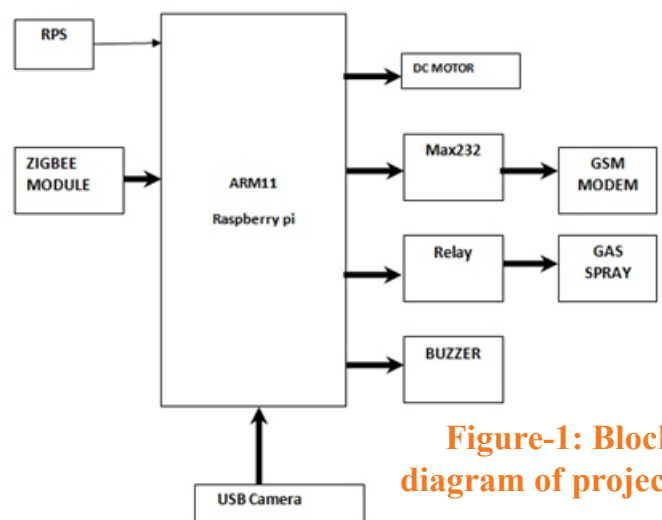 RPS
DC MOTOR
ZIGBEE
MODULE
ARM11
Raspberry pi
Max232
GSM
MODEM
Relay
GAS
SPRAY
BUZZER
USB Camera
Figure-1: Block
diagram of projec